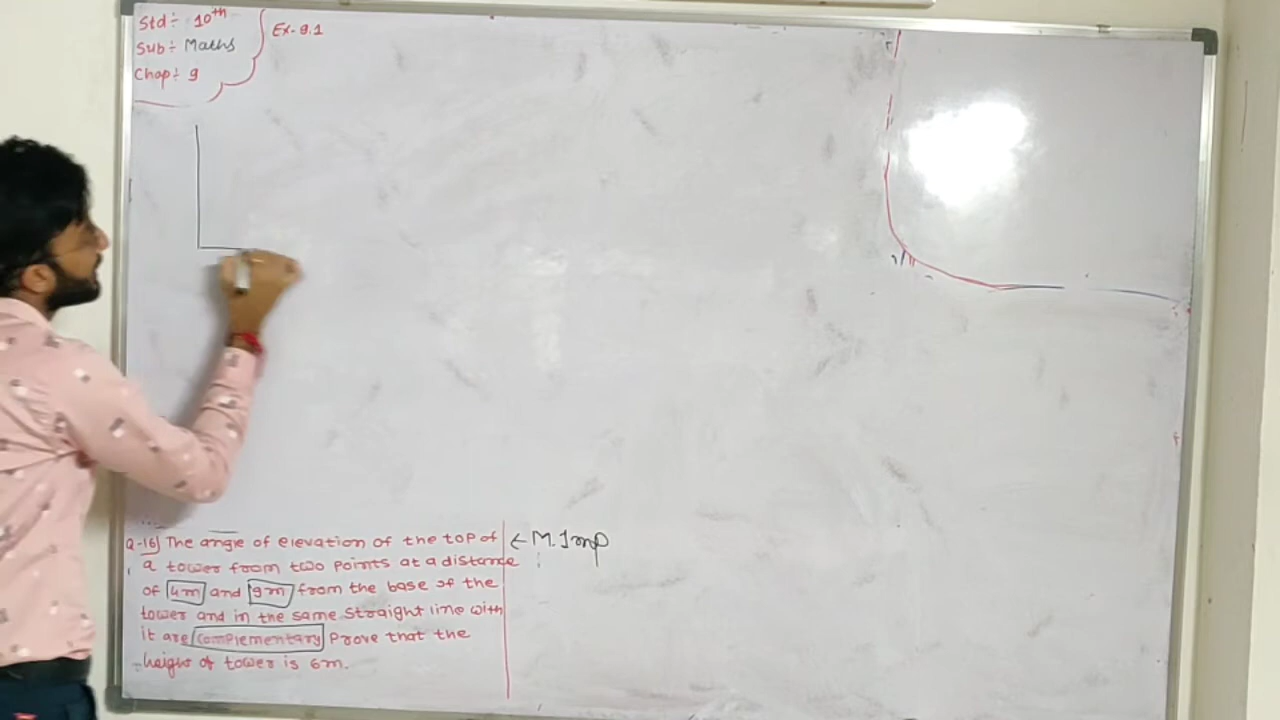 Std÷ 10th
Sub÷ Maths
Chap÷ 9
Ex-9.1
Q-16) The angle of elevation of the top of
a tower from two points at a distance
of 4m and 9m from the base of the
tower and in the same straight line with
it are complementary Prove that the
height of tower is 6m.
← M.Imp